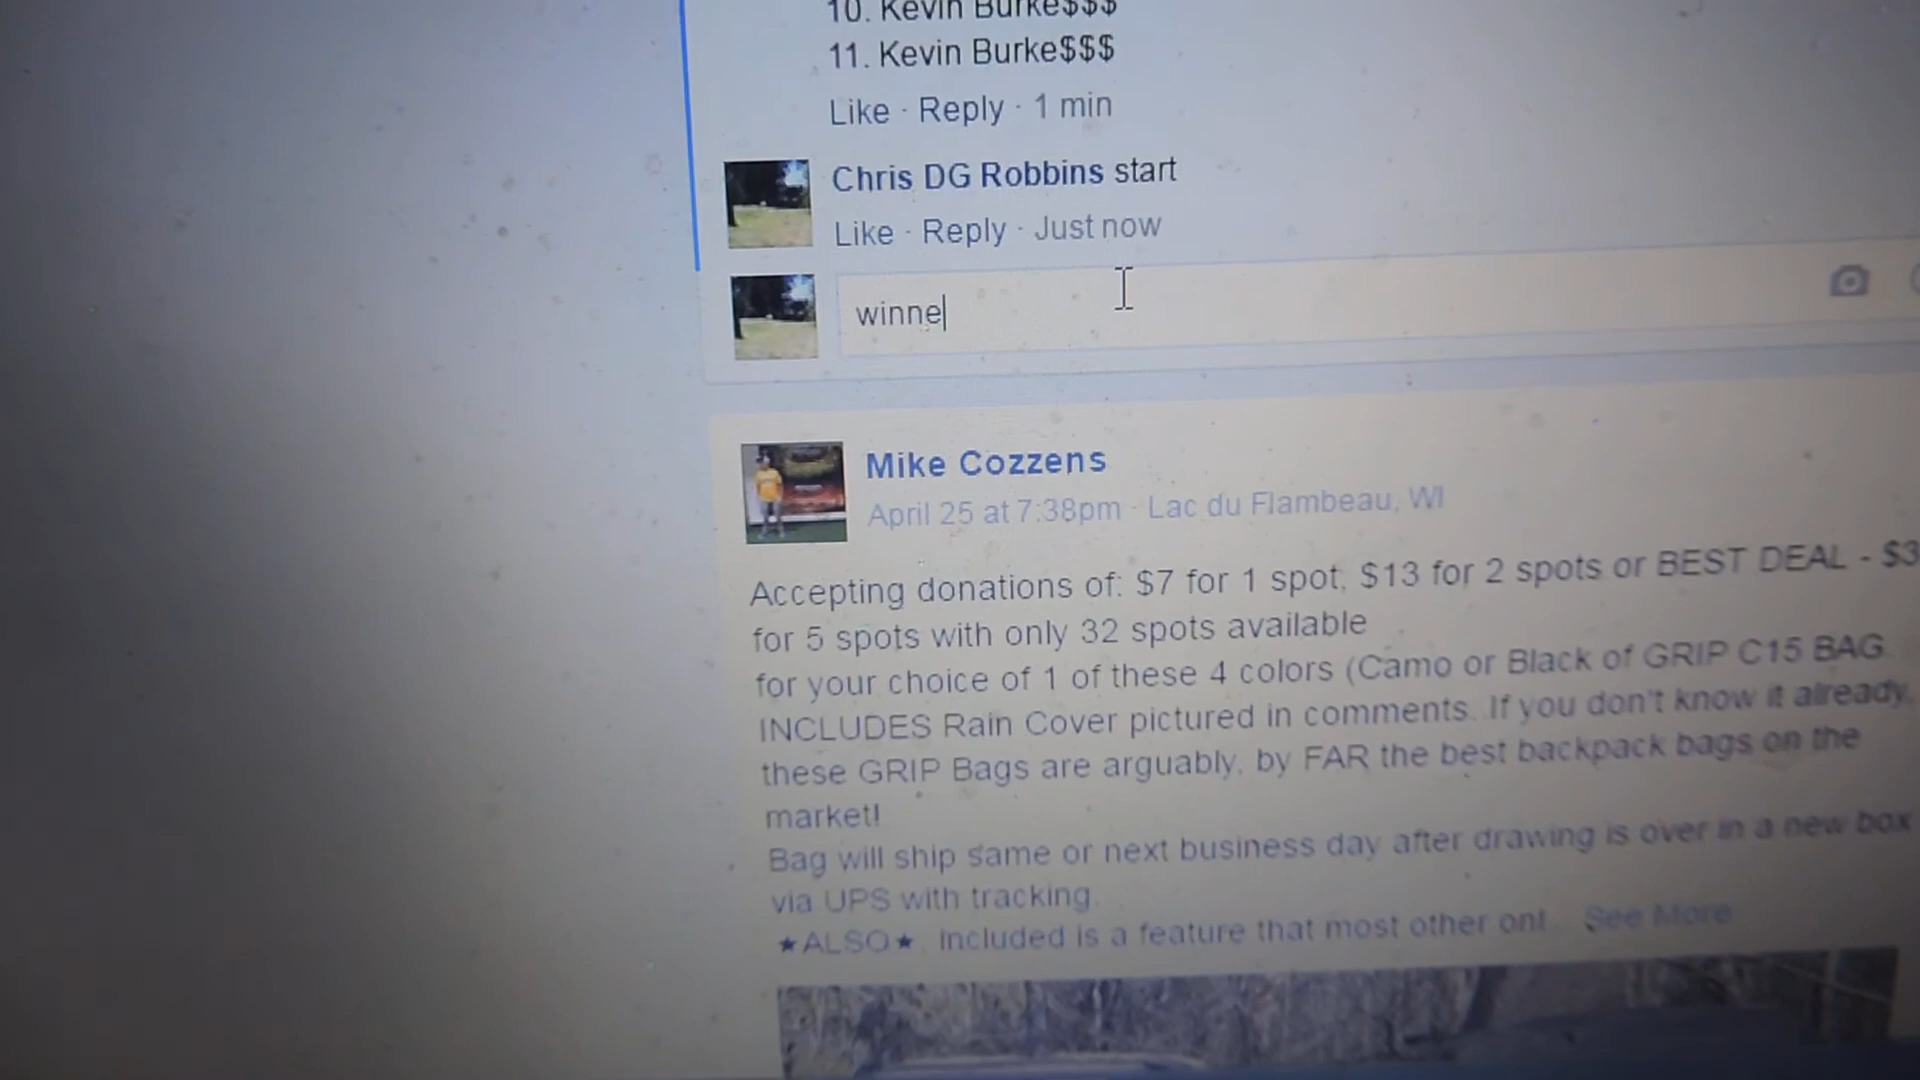 10. Kevin Burke$$$
11. Kevin Burke$$$
Like · Reply · 1 min
Chris DG Robbins start
Like · Reply · Just now
winne
Mike Cozzens
April 25 at 7:38pm · Lac du Flambeau, WI
Accepting donations of: $7 for 1 spot, $13 for 2 spots or BEST DEAL - $3
for 5 spots with only 32 spots available
for your choice of 1 of these 4 colors (Camo or Black of GRIP C15 BAG
INCLUDES Rain Cover pictured in comments. If you don't know it already,
these GRIP Bags are arguably, by FAR the best backpack bags on the
market!
Bag will ship same or next business day after drawing is over in a new box
via UPS with tracking.
★ALSO★, Included is a feature that most other onl... See More